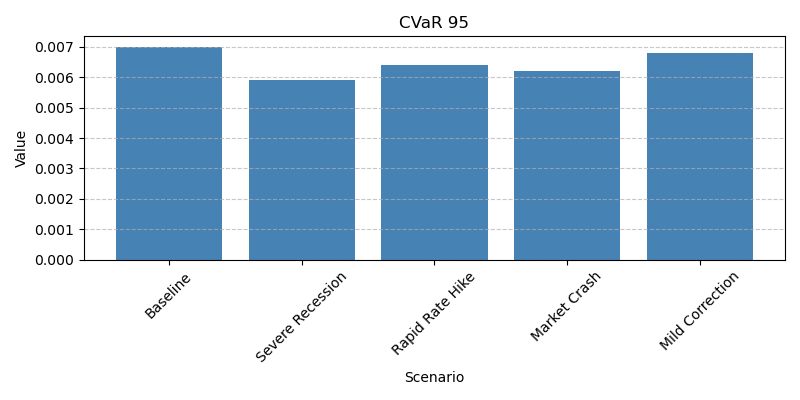 CVaR 95
Value
0.007
0.006
0.005
0.004
0.003
0.002
0.001
0.000
Baseline
Severe Recession
Rapid Rate Hike
Market Crash
Mild Correction
Scenario